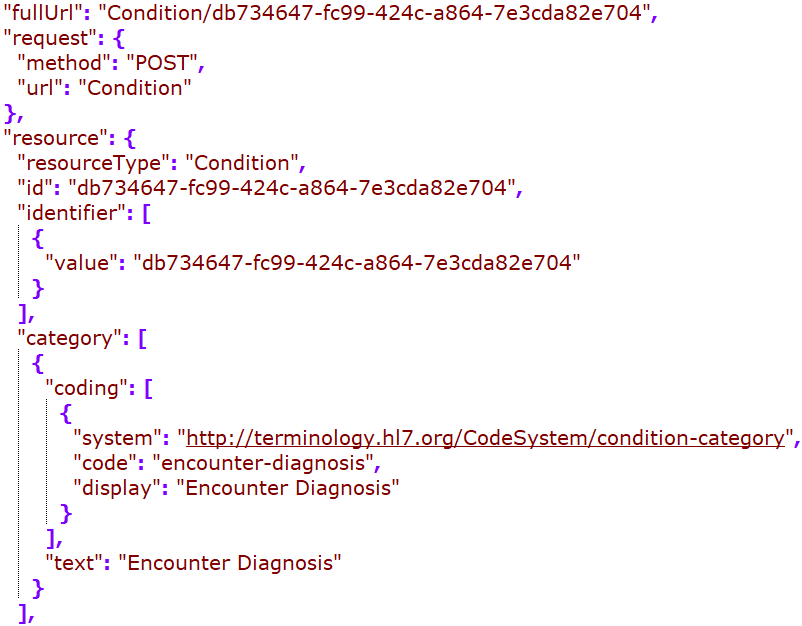 "fullUrl": "Condition/db734647-fc99-424c-a864-7e3cda82e704",
"request": {
  "method": "POST",
  "url": "Condition"
},
"resource": {
  "resourceType": "Condition",
  "id": "db734647-fc99-424c-a864-7e3cda82e704",
  "identifier": [
    {
      "value": "db734647-fc99-424c-a864-7e3cda82e704"
    }
  ],
  "category": [
    {
      "coding": [
        {
          "system": "http://terminology.hl7.org/CodeSystem/condition-category",
          "code": "encounter-diagnosis",
          "display": "Encounter Diagnosis"
        }
      ],
      "text": "Encounter Diagnosis"
    }
  ],